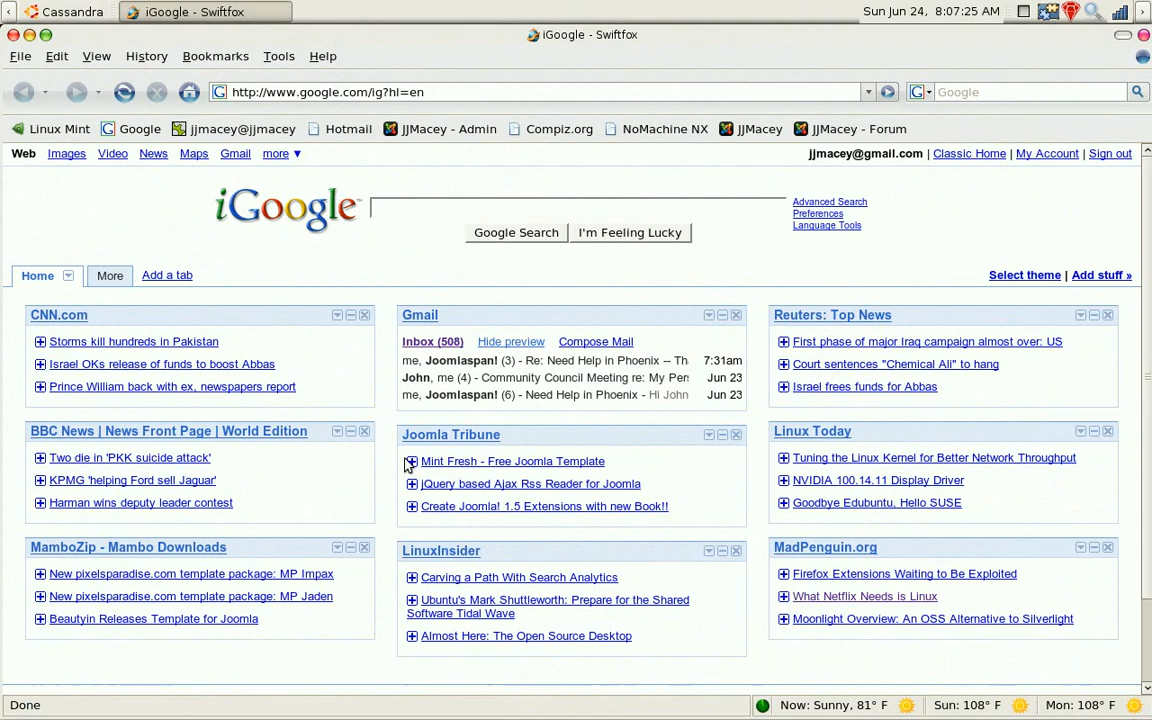 Cassandra
iGoogle - Swiftfox
Sun Jun 24, 8:07:25 AM
iGoogle - Swiftfox
File Edit View History Bookmarks Tools Help
http://www.google.com/ig?hl=en
Google
Linux Mint Google jjmacey@jjmacey Hotmail JJMacey - Admin Compiz.org NoMachine NX JJMacey JJMacey - Forum
Web Images Video News Maps Gmail more ▼
jjmacey@gmail.com | Classic Home | My Account | Sign out
iGoogle™
Advanced Search
Preferences
Language Tools
Google Search I'm Feeling Lucky
Home More Add a tab
Select theme | Add stuff »
CNN.com
Storms kill hundreds in Pakistan
Israel OKs release of funds to boost Abbas
Prince William back with ex, newspapers report
BBC News | News Front Page | World Edition
Two die in 'PKK suicide attack'
KPMG 'helping Ford sell Jaguar'
Harman wins deputy leader contest
MamboZip - Mambo Downloads
New pixelsparadise.com template package: MP Impax
New pixelsparadise.com template package: MP Jaden
Beautyin Releases Template for Joomla
Gmail
Inbox (508) Hide preview Compose Mail
me, Joomlaspan! (3) - Re: Need Help in Phoenix -- Th 7:31am
John, me (4) - Community Council Meeting re: My Per Jun 23
me, Joomlaspan! (6) - Need Help in Phoenix - Hi John Jun 23
Joomla Tribune
Mint Fresh - Free Joomla Template
jQuery based Ajax Rss Reader for Joomla
Create Joomla! 1.5 Extensions with new Book!!
LinuxInsider
Carving a Path With Search Analytics
Ubuntu's Mark Shuttleworth: Prepare for the Shared
Software Tidal Wave
Almost Here: The Open Source Desktop
Reuters: Top News
First phase of major Iraq campaign almost over: US
Court sentences "Chemical Ali" to hang
Israel frees funds for Abbas
Linux Today
Tuning the Linux Kernel for Better Network Throughput
NVIDIA 100.14.11 Display Driver
Goodbye Edubuntu, Hello SUSE
MadPenguin.org
Firefox Extensions Waiting to Be Exploited
What Netflix Needs is Linux
Moonlight Overview: An OSS Alternative to Silverlight
Done
Now: Sunny, 81° F Sun: 108° F Mon: 108° F